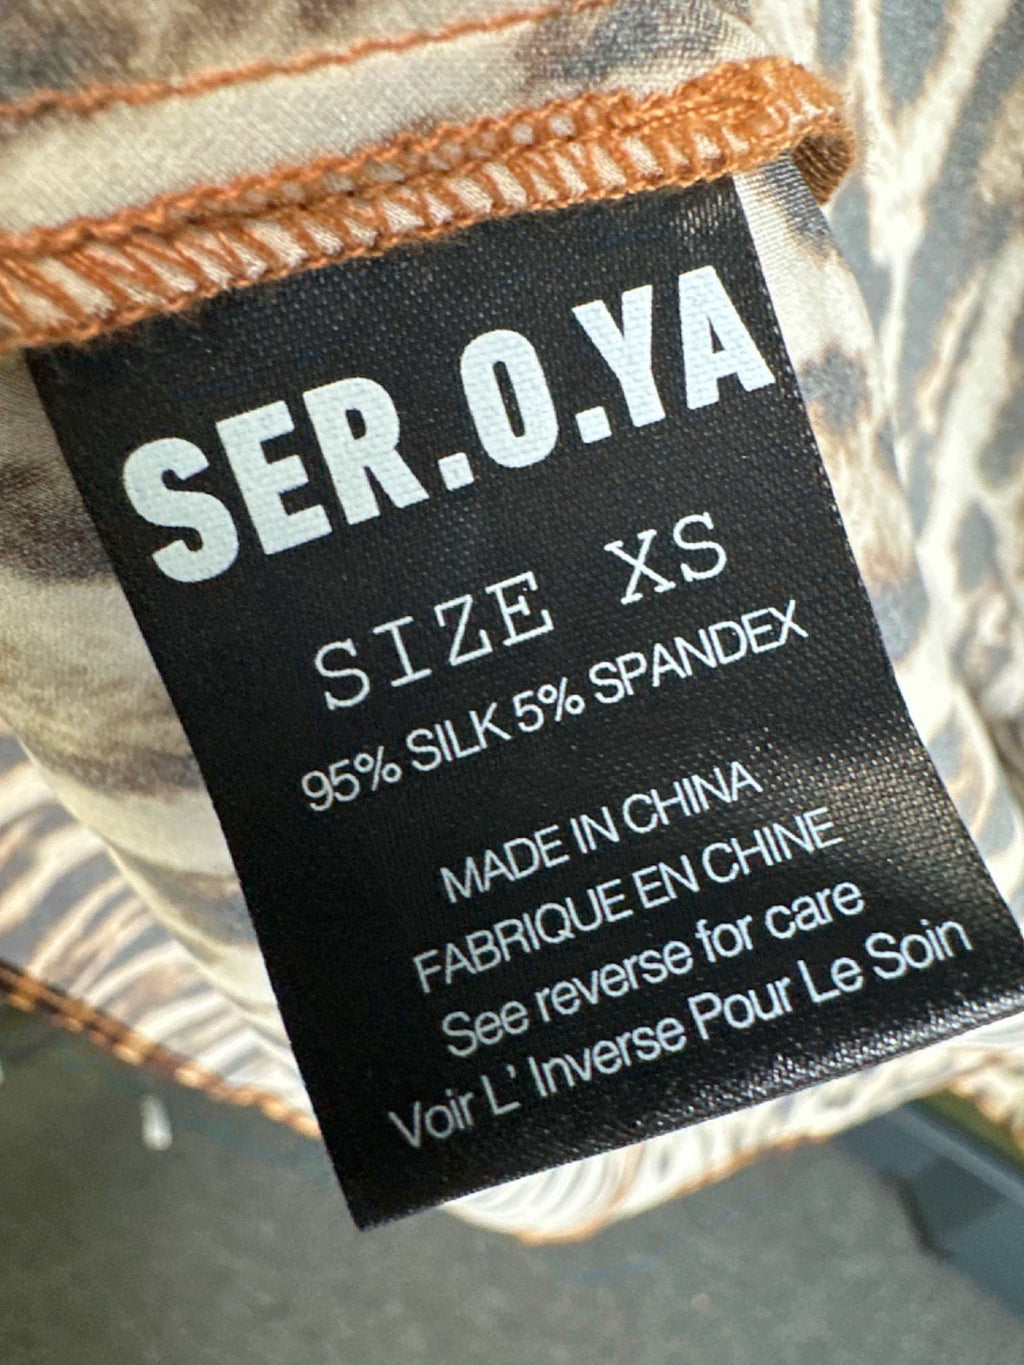 SER.O.YA
SIZE XS
95% SILK 5% SPANDEX
MADE IN CHINA
FABRIQUE EN CHINE
See reverse for care
Voir L' Inverse Pour Le Soin